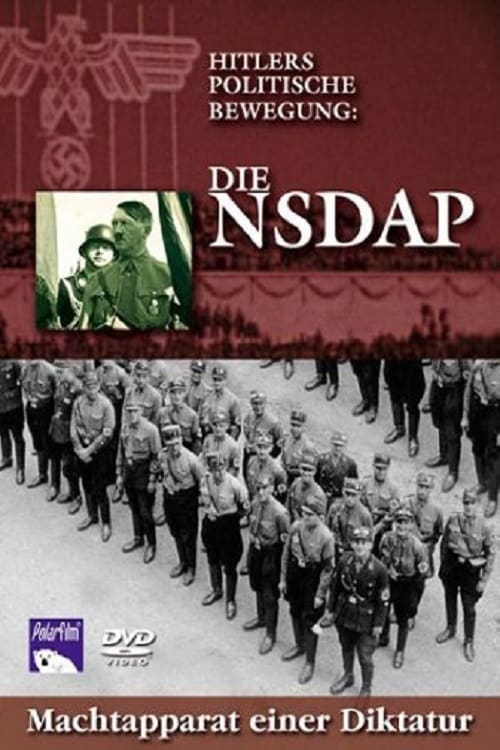 HITLERS
POLITISCHE
BEWEGUNG:
DIE
NSDAP
Polarfilm
DVD
VIDEO
Machtapparat einer Diktatur